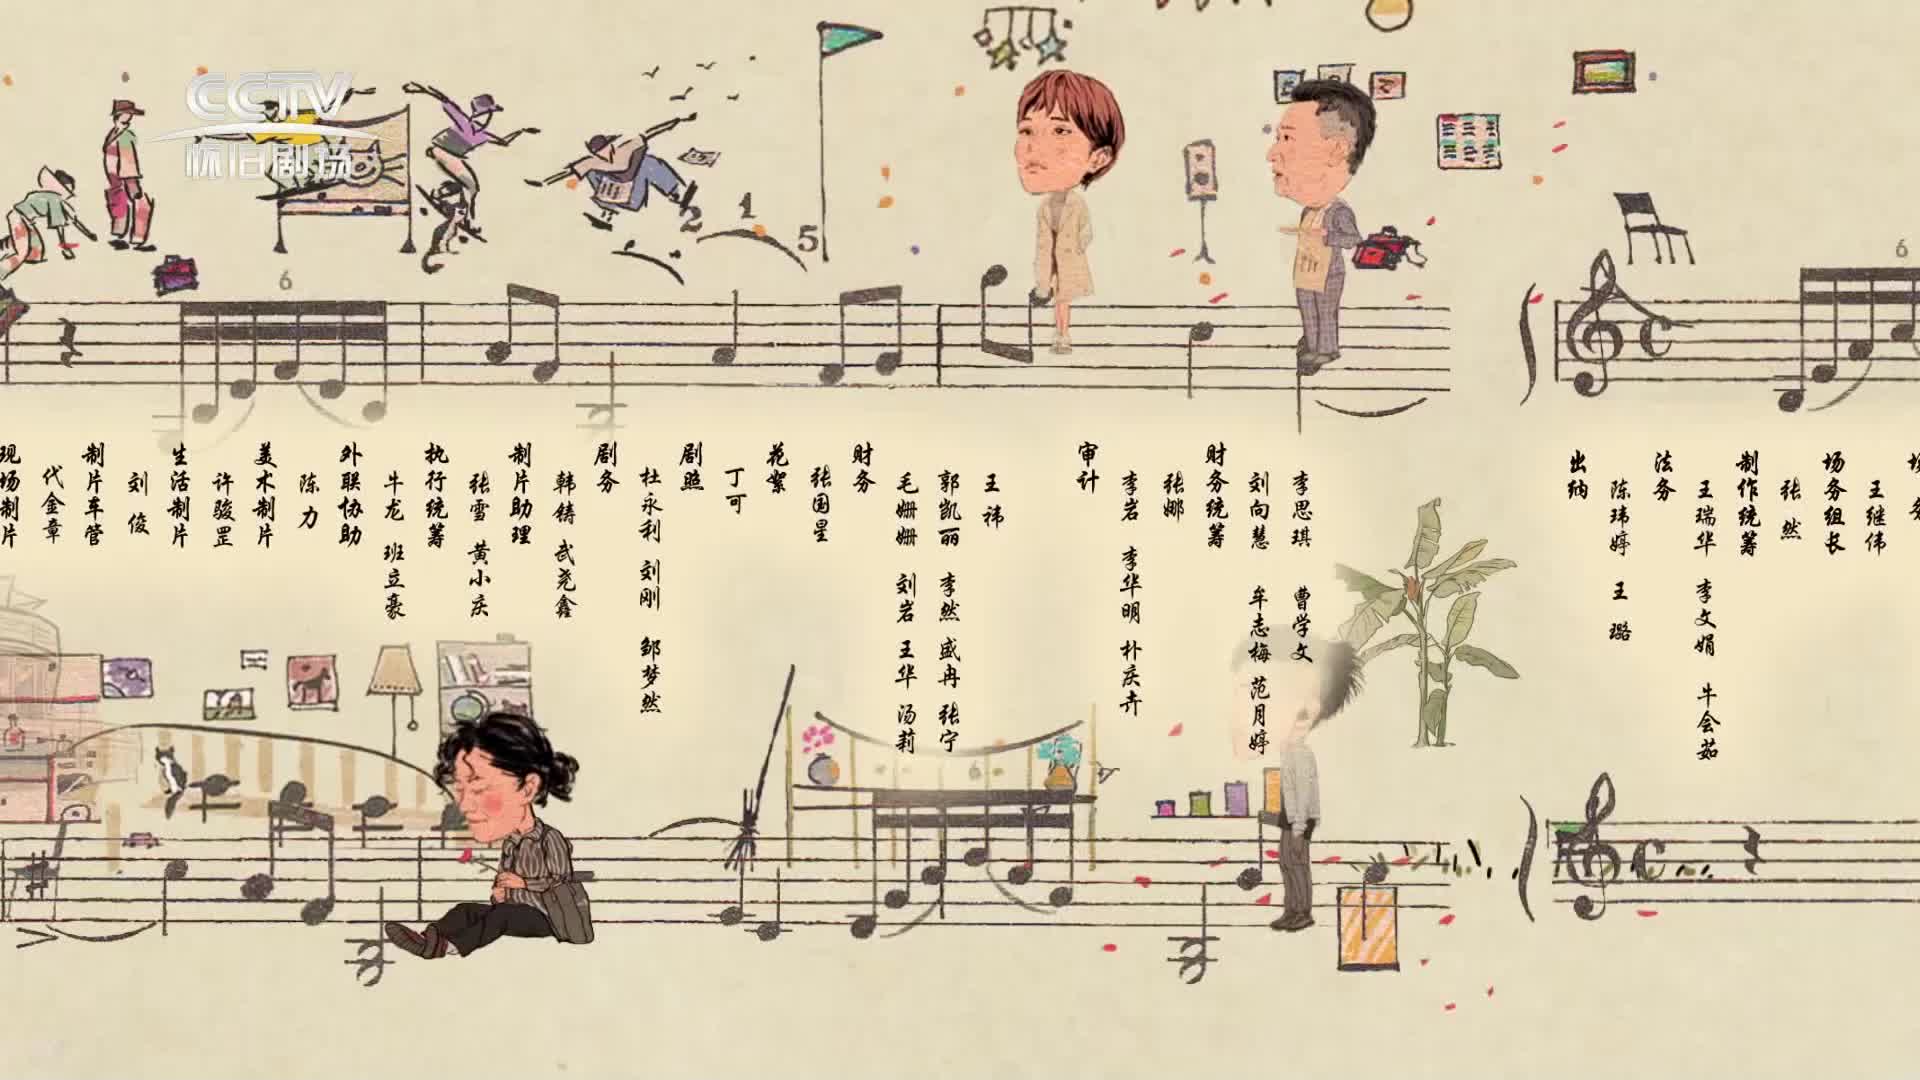 CCTV
怀旧剧场
6
2
1
5
6
现场制片
代金章
制片车管
刘俊
生活制片
许骏罡
美术制片
陈力
外联协助
牛龙 班立豪
执行统筹
张雪 黄小庆
制片助理
韩铸 武尧鑫
剧务
杜永利 刘刚 邹梦然
剧照
丁可
花絮
张国星
财务
毛姗姗 刘岩 王华 汤莉
郭凯丽 李然 盛冉 张宁
王祎
审计
李岩 李华明 朴庆卉
张娜
财务统筹
刘向慧 牟志梅 范月婷
李思琪 曹学文
出纳
陈玮婷 王璐
法务
王瑞华 李文娟 牛会茹
制作统筹
张然
场务组长
王继伟
6